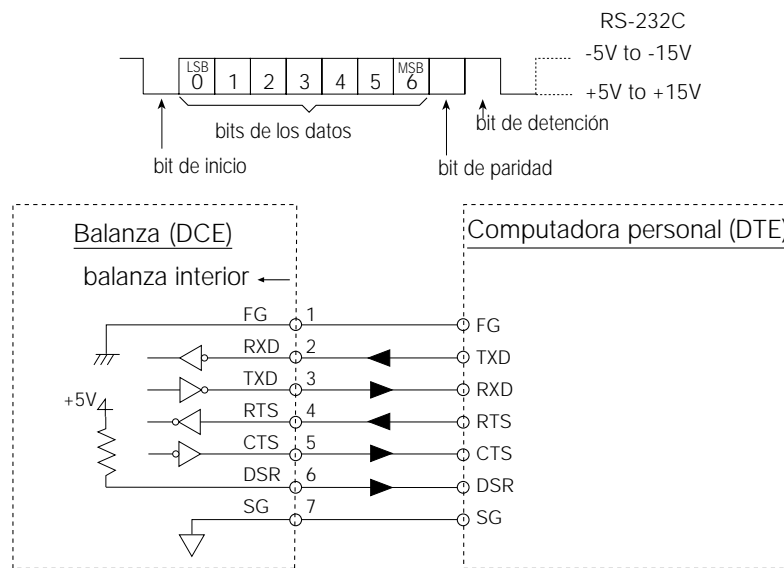 RS-232C
-5V to -15V
LSB MSB
0 1 2 3 4 5 6
+5V to +15V
bits de los datos
bit de detención
bit de inicio
bit de paridad
Balanza (DCE)
Computadora personal (DTE)
balanza interior
FG 1 FG
RXD 2 TXD
TXD 3 RXD
+5V
RTS 4 RTS
CTS 5 CTS
DSR 6 DSR
SG 7 SG